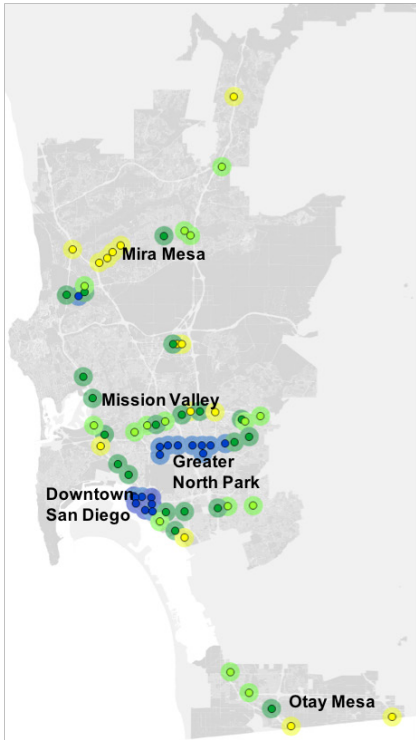 Mira Mesa
Mission Valley
Greater
North Park
Downtown
San Diego
Otay Mesa